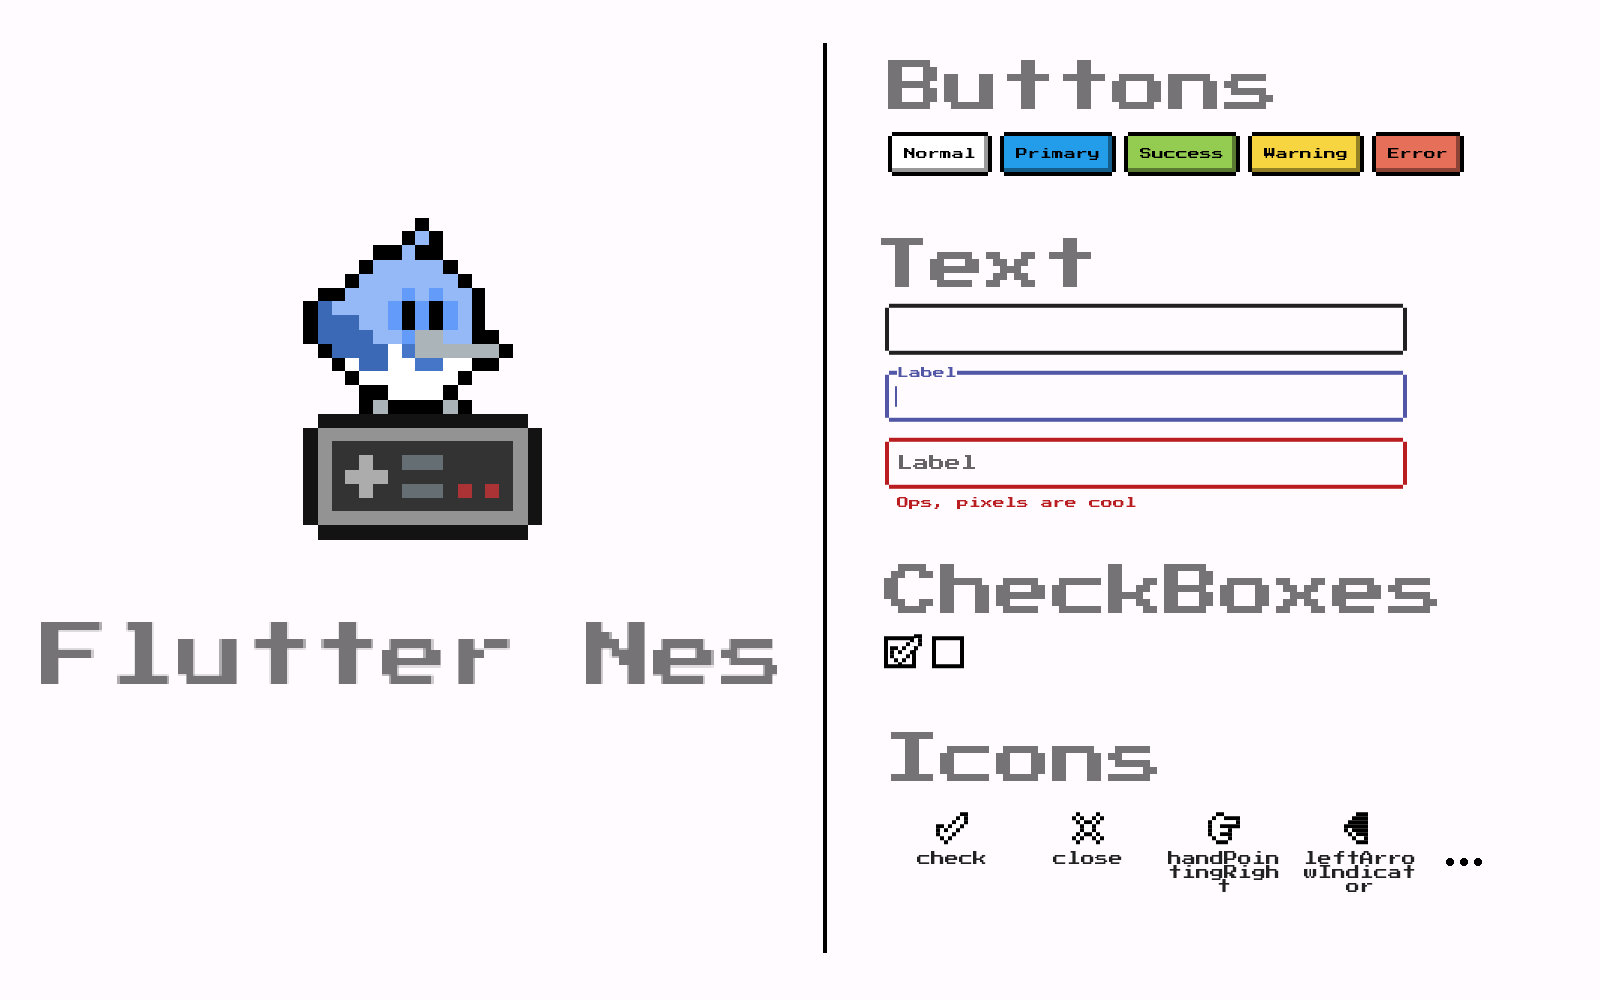 Flutter Nes
Buttons
Normal Primary Success Warning Error
Text
Label
Label
Ops, pixels are cool
CheckBoxes
Icons
check close handPoin leftArro ...
tingRigh wIndicat
t or